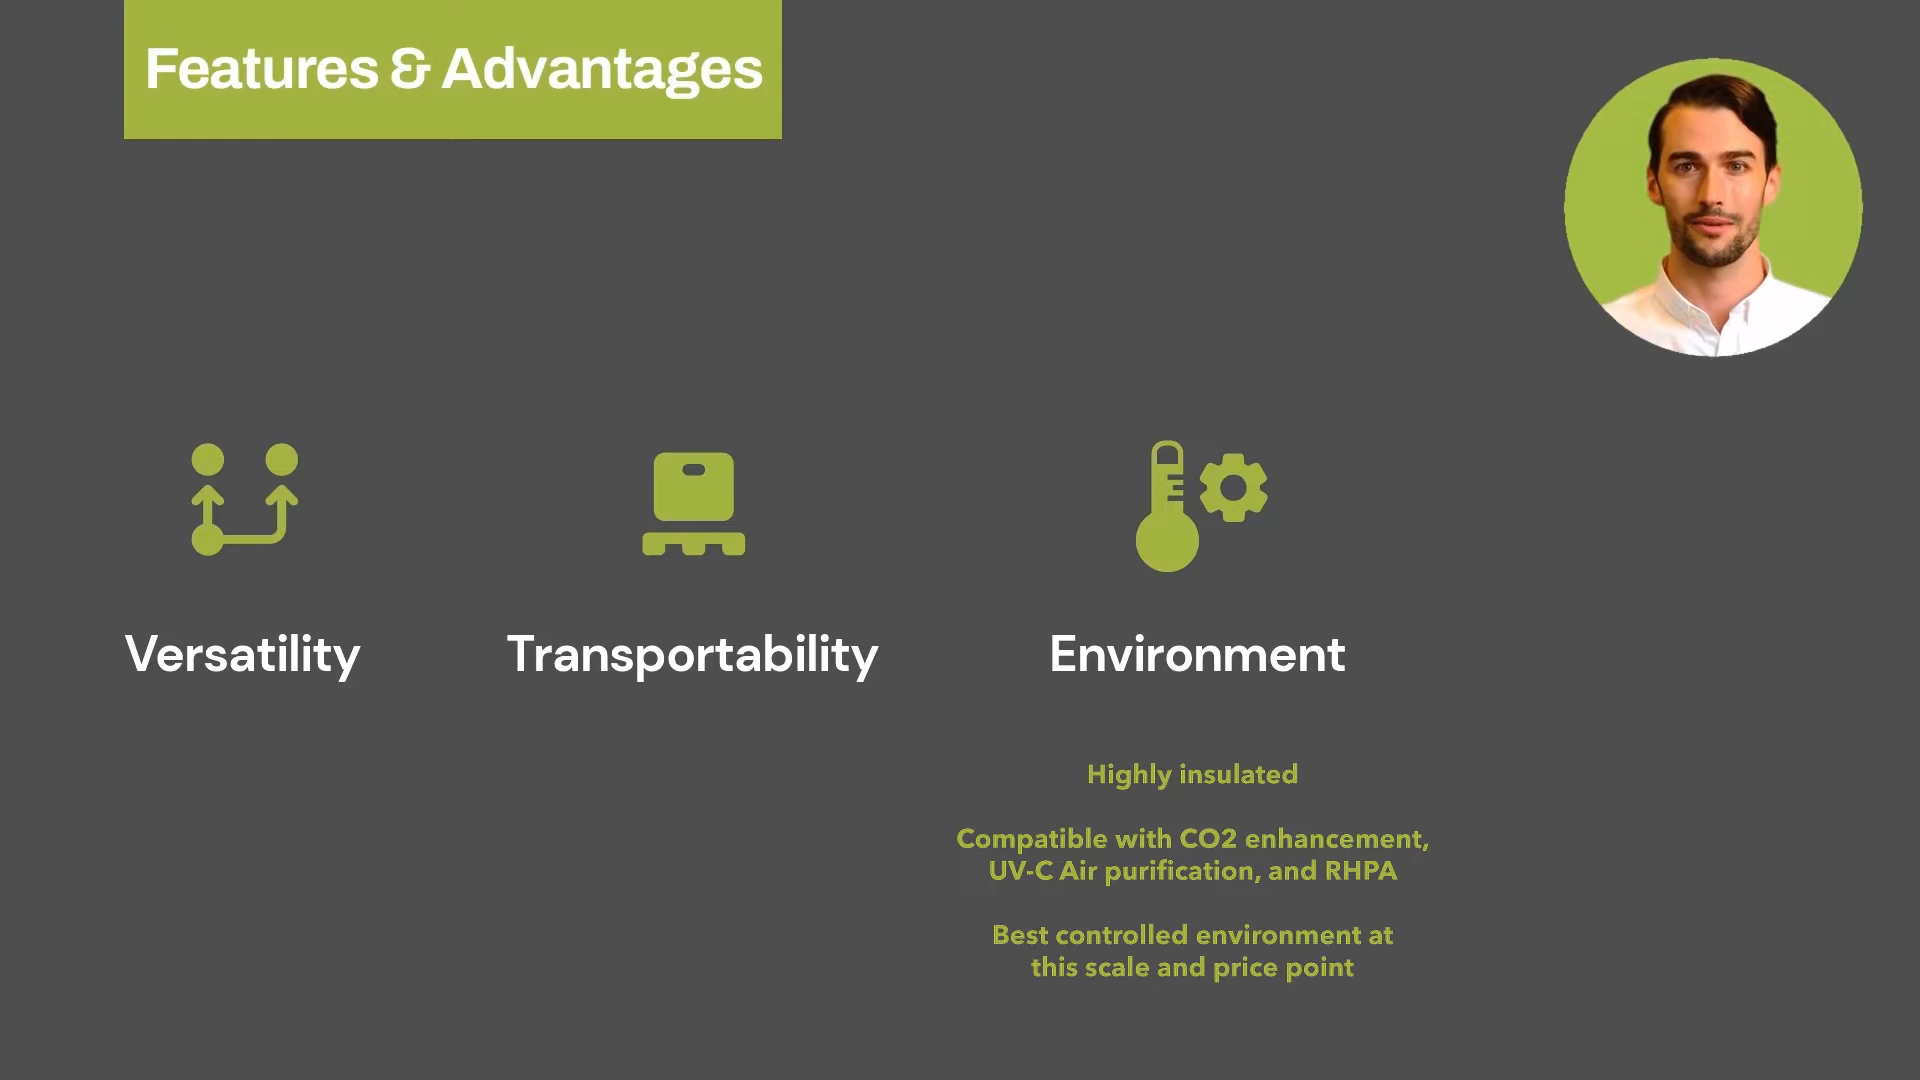 Features & Advantages
Versatility
Transportability
Environment
Highly insulated
Compatible with CO2 enhancement,
UV-C Air purification, and RHPA
Best controlled environment at
this scale and price point